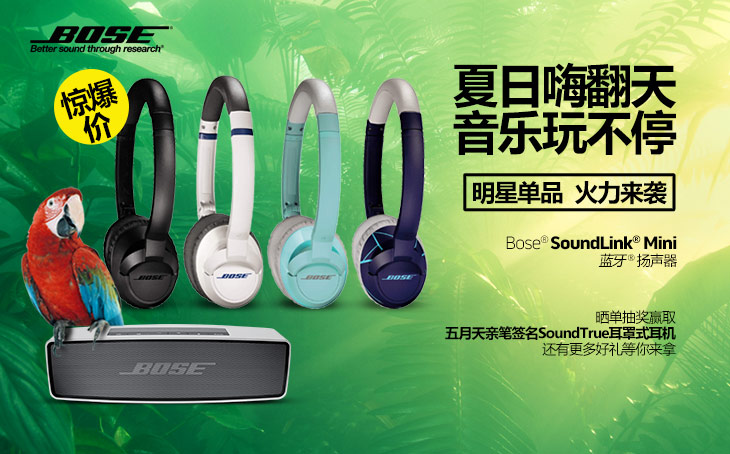 BOSE
Better sound through research®
惊爆
价
夏日嗨翻天
音乐玩不停
明星单品 火力来袭
Bose® SoundLink® Mini
蓝牙® 扬声器
晒单抽奖赢取
五月天亲笔签名SoundTrue耳罩式耳机
还有更多好礼等你来拿
BOSE
BOSE
BOSE
BOSE
BOSE